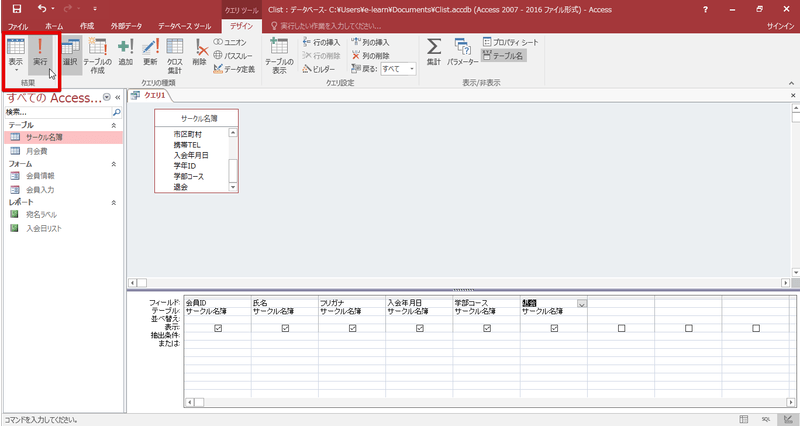 クエリ ツール
Clist : データベース- C:¥Users¥e-learn¥Documents¥Clist.accdb (Access 2007 - 2016 ファイル形式) - Access
ファイル ホーム 作成 外部データ データベース ツール デザイン 実行したい作業を入力してください。 サインイン
表示 実行 選択 テーブルの作成 追加 更新 クロス集計 削除 ユニオン パススルー データ定義 テーブルの表示 行の挿入 行の削除 ビルダー 列の挿入 列の削除 戻る: すべて 集計 パラメーター プロパティ シート テーブル名
結果 クエリの種類 クエリ設定 表示/非表示
すべての Access...
検索...
テーブル
サークル名簿
月会費
フォーム
会員情報
会員入力
レポート
宛名ラベル
入会日リスト
クエリ1
サークル名簿
市区町村
携帯TEL
入会年月日
学年ID
学部コース
退会
フィールド: 会員ID 氏名 フリガナ 入会年月日 学部コース 退会
テーブル: サークル名簿 サークル名簿 サークル名簿 サークル名簿 サークル名簿 サークル名簿
並べ替え:
表示:
抽出条件:
または:
コマンドを入力してください。
SQL